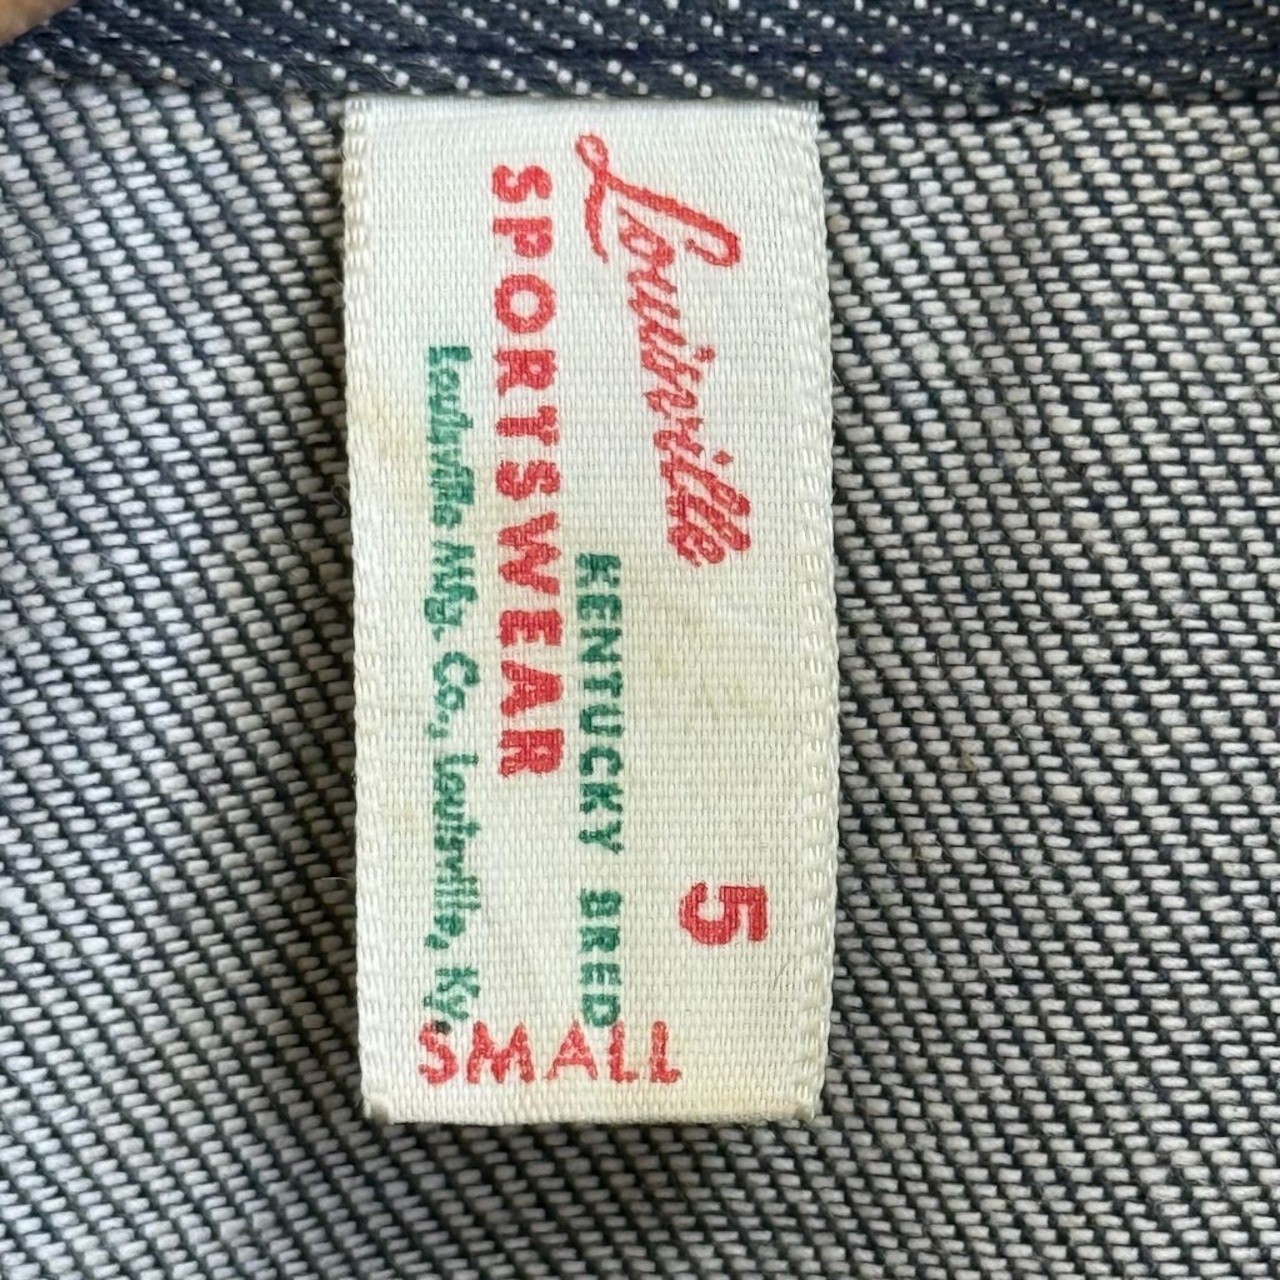 Louisville
5
KENTUCKY BRED
SPORTSWEAR
Louisville Mfg. Co., Louisville, Ky.
SMALL